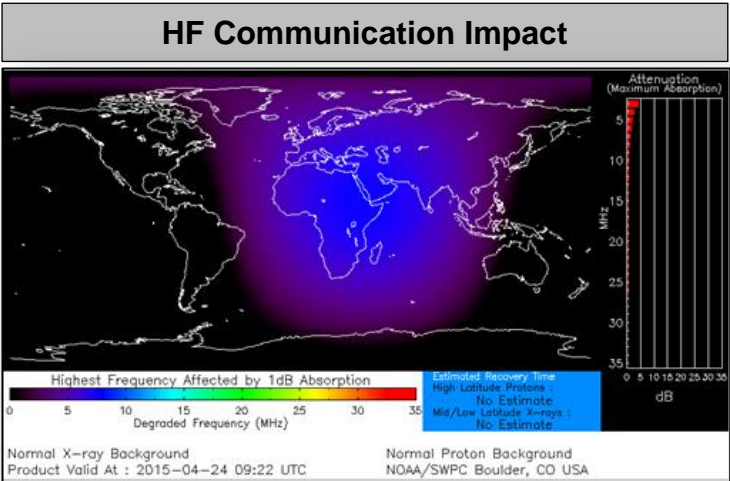 HF Communication Impact
Attenuation
(Maximum Absorption)
5
10
15
20
25
30
35
MHz
0 5 10 15 20 25 30 35
dB
Highest Frequency Affected by 1dB Absorption
0 5 10 15 20 25 30 35
Degraded Frequency (MHz)
Estimated Recovery Time
High Latitude Protons :
No Estimate
Mid/Low Latitude X-rays :
No Estimate
Normal X-ray Background
Normal Proton Background
Product Valid At : 2015-04-24 09:22 UTC
NOAA/SWPC Boulder, CO USA